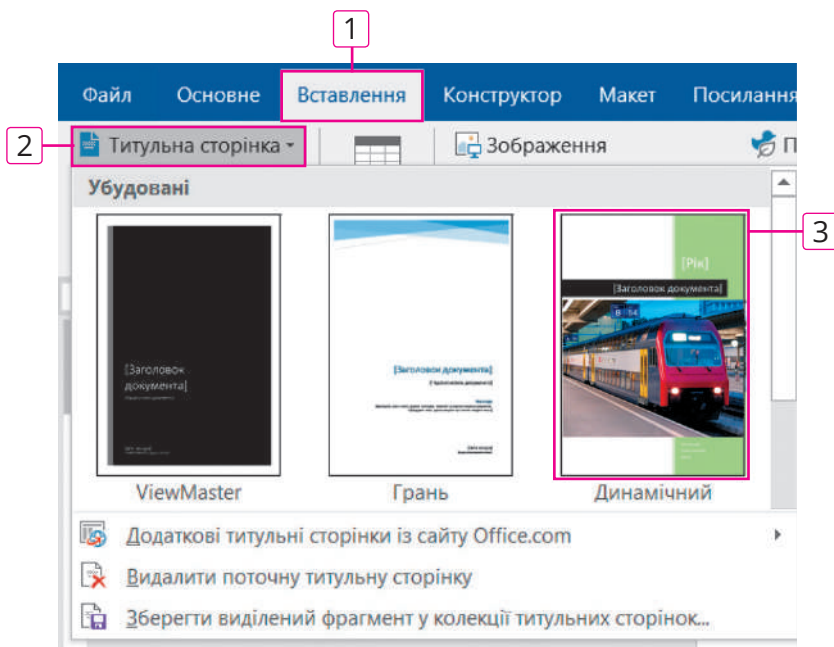 1
Файл Основне Вставлення Конструктор Макет Посилання
2
Титульна сторінка
Зображення
П
Убудовані
3
[Рік]
[Заголовок документа]
[Заголовок
документа]
[Заголовок документа]
ViewMaster Грань Динамічний
Додаткові титульні сторінки із сайту Office.com
Видалити поточну титульну сторінку
Зберегти виділений фрагмент у колекції титульних сторінок...